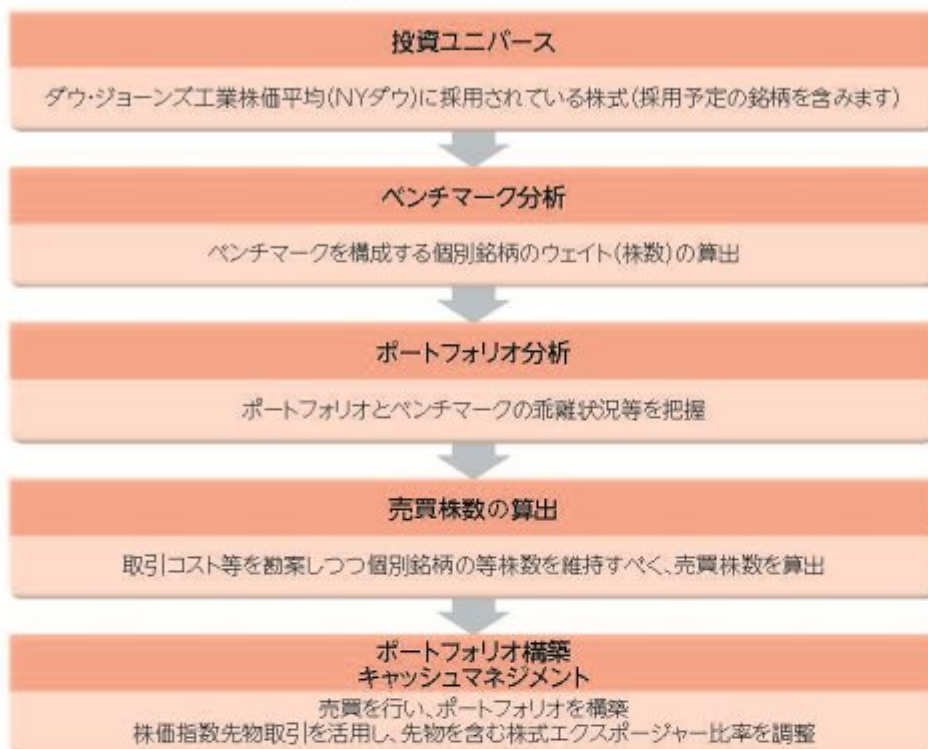 投資ユニバース
ダウ・ジョーンズ工業株価平均(NYダウ)に採用されている株式(採用予定の銘柄を含みます)
ベンチマーク分析
ベンチマークを構成する個別銘柄のウェイト(株数)の算出
ポートフォリオ分析
ポートフォリオとベンチマークの乖離状況等を把握
売買株数の算出
取引コスト等を勘案しつつ個別銘柄の等株数を維持すべく、売買株数を算出
ポートフォリオ構築
キャッシュマネジメント
売買を行い、ポートフォリオを構築
株価指数先物取引を活用し、先物を含む株式エクスポージャー比率を調整